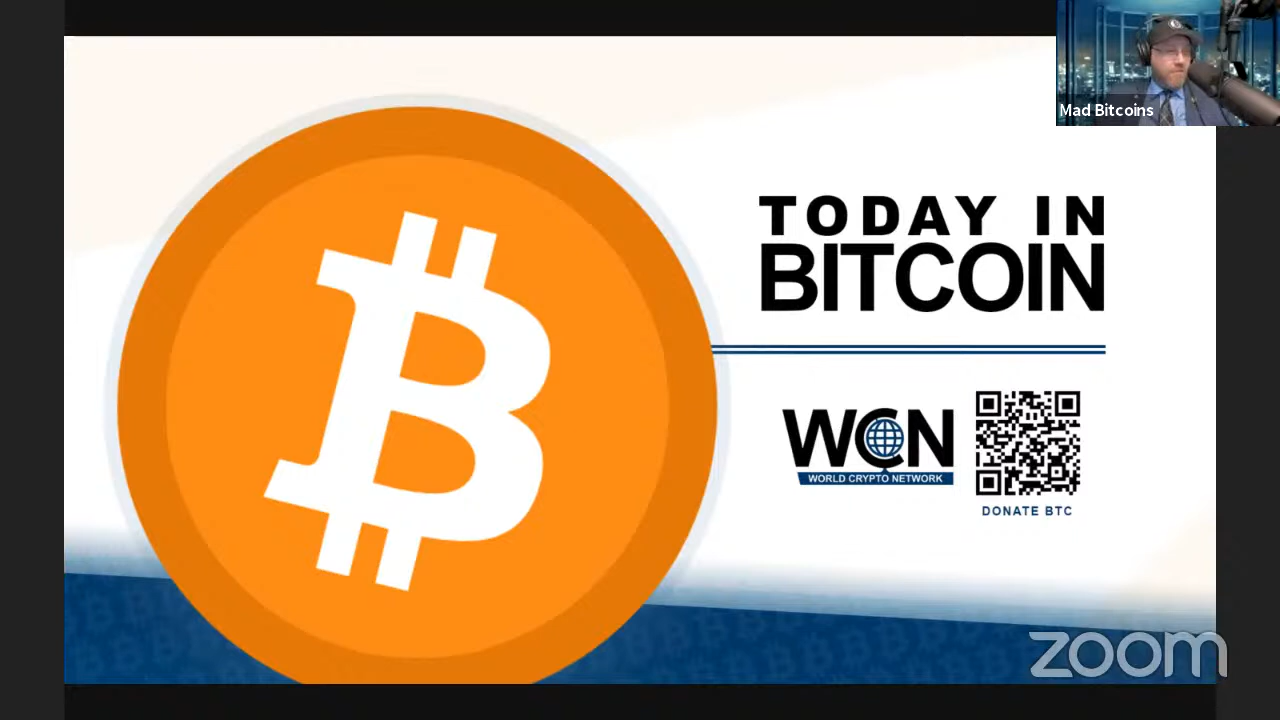 Mad Bitcoins
TODAY IN
BITCOIN
WCN
WORLD CRYPTO NETWORK
DONATE BTC
zoom